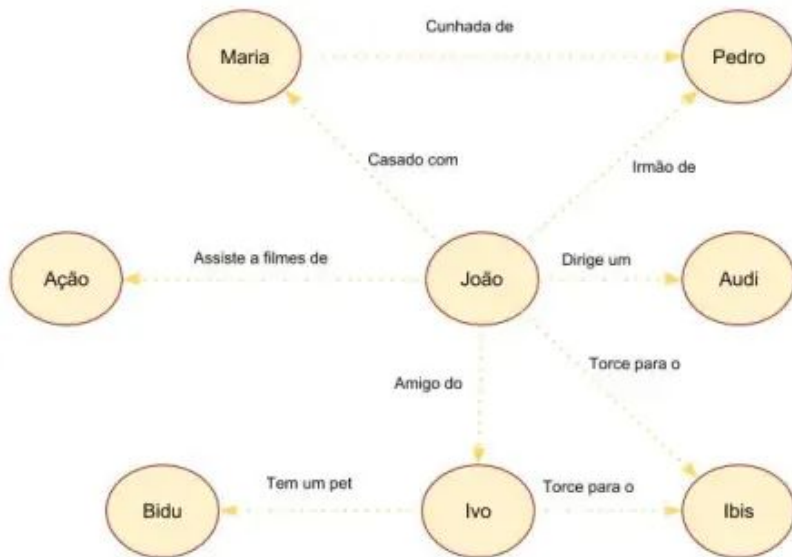 Cunhada de
Maria
Pedro
Casado com
Irmão de
Assiste a filmes de
Dirige um
Ação
João
Audi
Torce para o
Amigo do
Tem um pet
Torce para o
Bidu
Ivo
Ibis